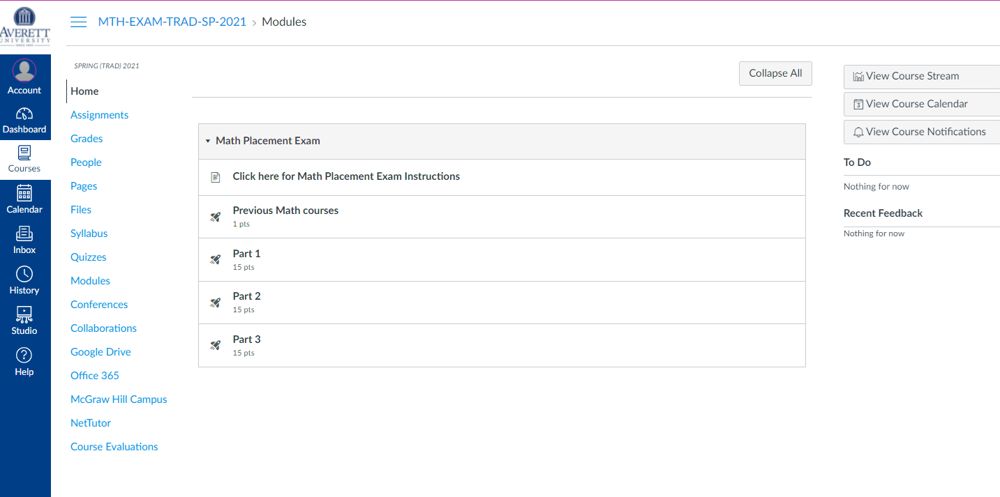 AVERETT
UNIVERSITY
MTH-EXAM-TRAD-SP-2021 › Modules
Account
Dashboard
Courses
Calendar
Inbox
History
Studio
Help
SPRING (TRAD) 2021
Home
Assignments
Grades
People
Pages
Files
Syllabus
Quizzes
Modules
Conferences
Collaborations
Google Drive
Office 365
McGraw Hill Campus
NetTutor
Course Evaluations
Collapse All
Math Placement Exam
Click here for Math Placement Exam Instructions
Previous Math courses
1 pts
Part 1
15 pts
Part 2
15 pts
Part 3
15 pts
View Course Stream
3 View Course Calendar
View Course Notifications
To Do
Nothing for now
Recent Feedback
Nothing for now